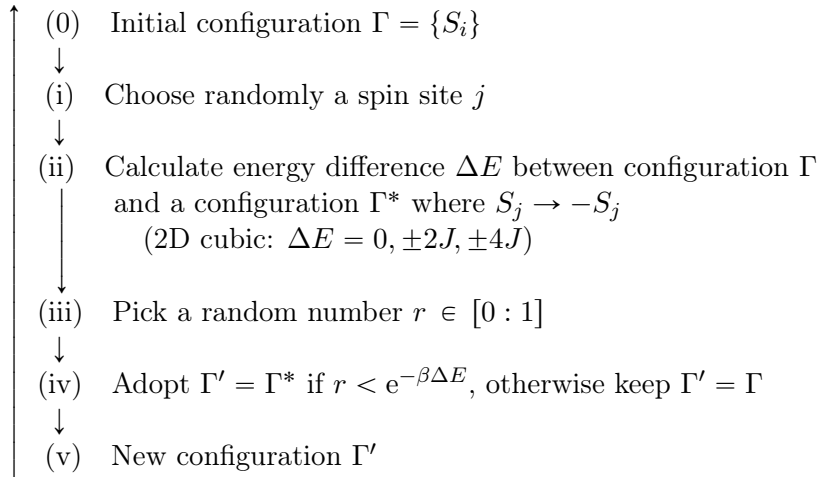 (0) Initial configuration Γ = {S_i}
(i) Choose randomly a spin site j
(ii) Calculate energy difference ΔE between configuration Γ
and a configuration Γ* where S_j → −S_j
(2D cubic: ΔE = 0, ±2J, ±4J)
(iii) Pick a random number r ∈ [0 : 1]
(iv) Adopt Γ′ = Γ* if r < e^{−βΔE}, otherwise keep Γ′ = Γ
(v) New configuration Γ′